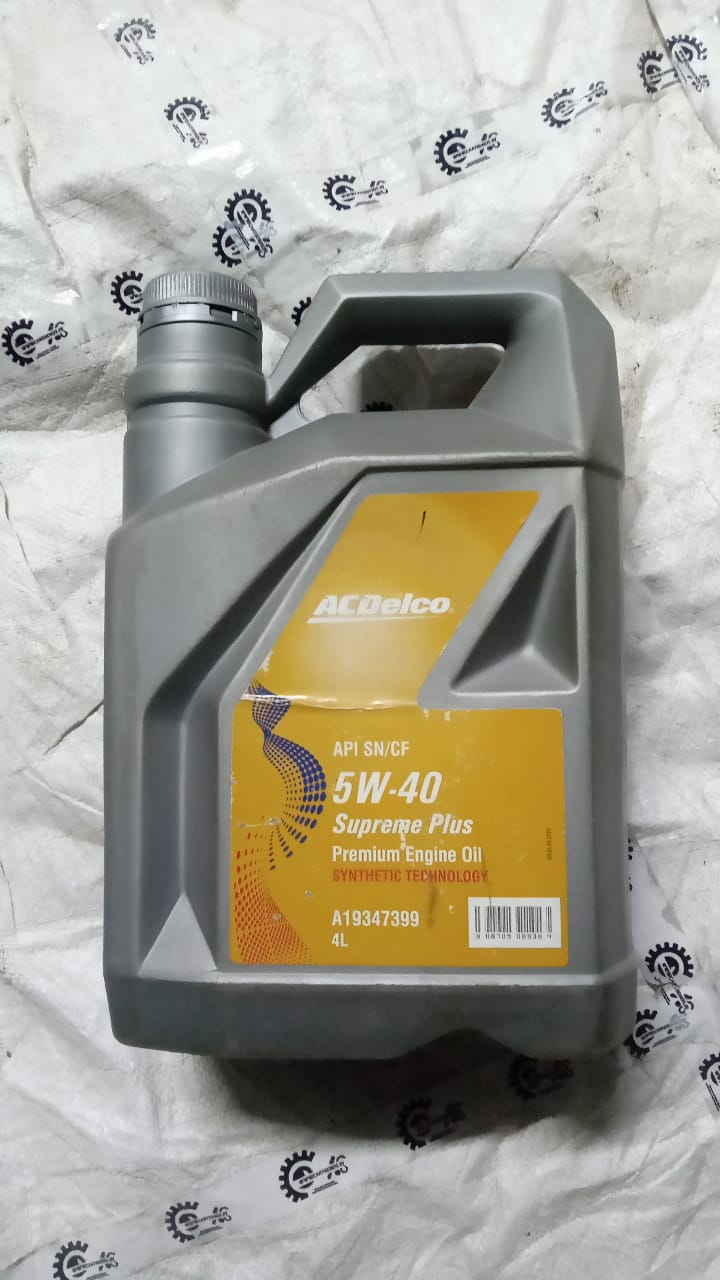 ACDelco
API SN/CF
5W-40
Supreme Plus
Premium Engine Oil
SYNTHETIC TECHNOLOGY
A19347399
4L